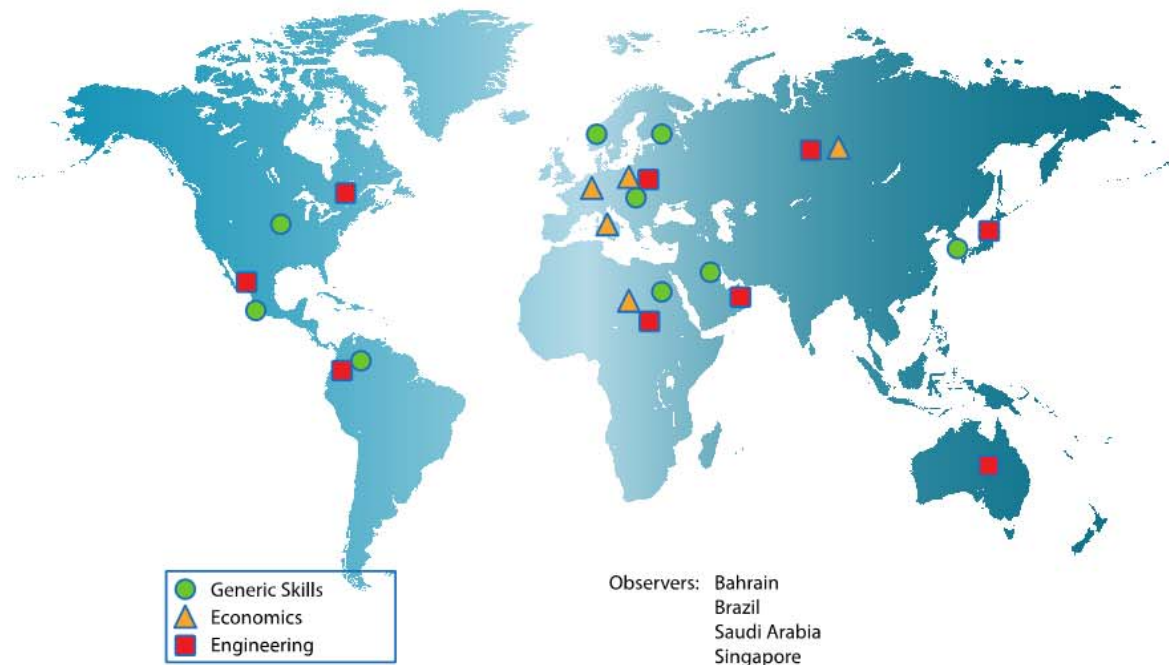 Generic Skills
Economics
Engineering
Observers: Bahrain
Brazil
Saudi Arabia
Singapore